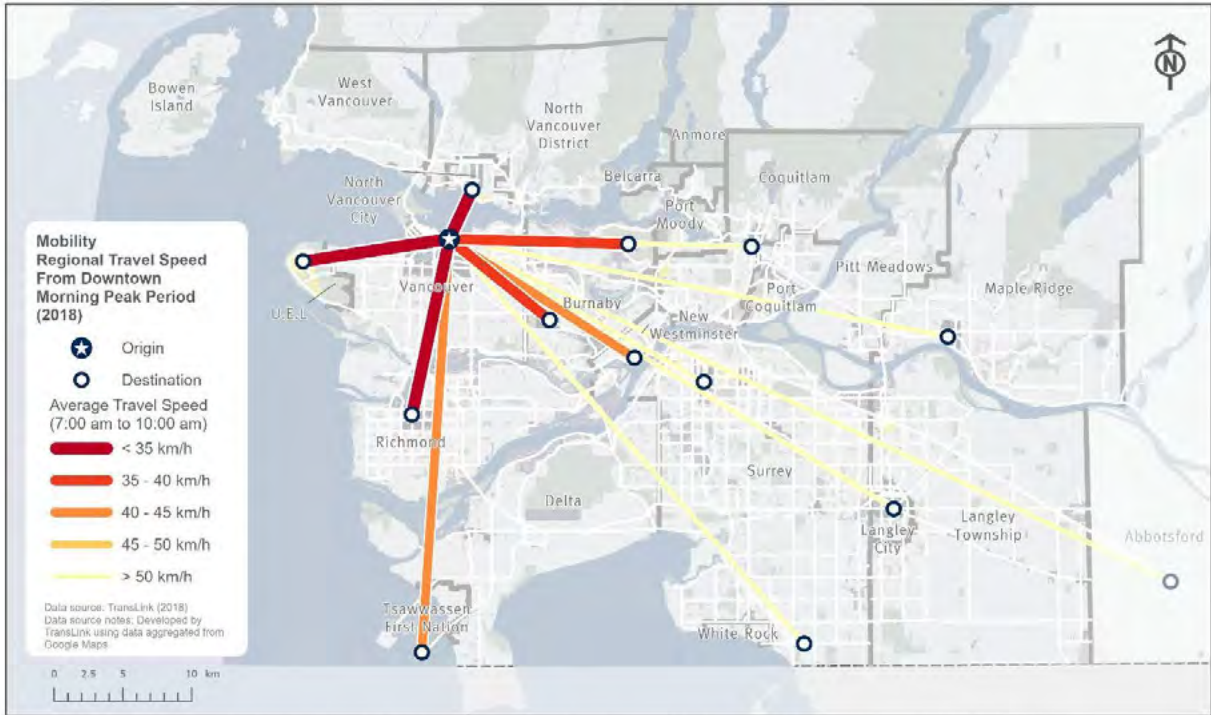 Bowen
Island
West
Vancouver
North
Vancouver
District
Anmore
Belcarra
Coquitlam
North
Vancouver
City
Port
Moody
N
Pitt Meadows
Maple Ridge
Port
Coquitlam
Vancouver
Burnaby
New
Westminster
U.E.L
Richmond
Surrey
Delta
Langley
City
Langley
Township
Abbotsford
Tsawwassen
First Nation
White Rock
Mobility
Regional Travel Speed
From Downtown
Morning Peak Period
(2018)
Origin
Destination
Average Travel Speed
(7:00 am to 10:00 am)
< 35 km/h
35 - 40 km/h
40 - 45 km/h
45 - 50 km/h
> 50 km/h
Data source: TransLink (2018)
Data source notes: Developed by
TransLink using data aggregated from
Google Maps
0 2.5 5 10 km